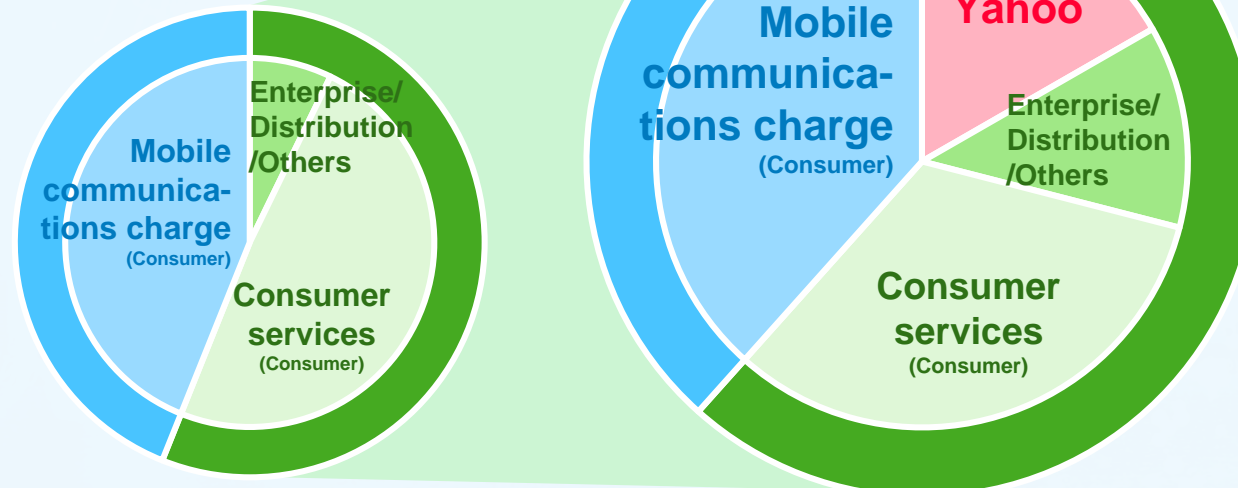 Enterprise/
Distribution
/Others
Mobile
communica-
tions charge
(Consumer)
Consumer
services
(Consumer)
Mobile
communica-
tions charge
(Consumer)
Yahoo
Enterprise/
Distribution
/Others
Consumer
services
(Consumer)